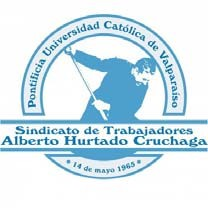 Pontificia Universidad Católica de Valparaíso
Sindicato de Trabajadores
Alberto Hurtado Cruchaga
* 14 de mayo 1965 *